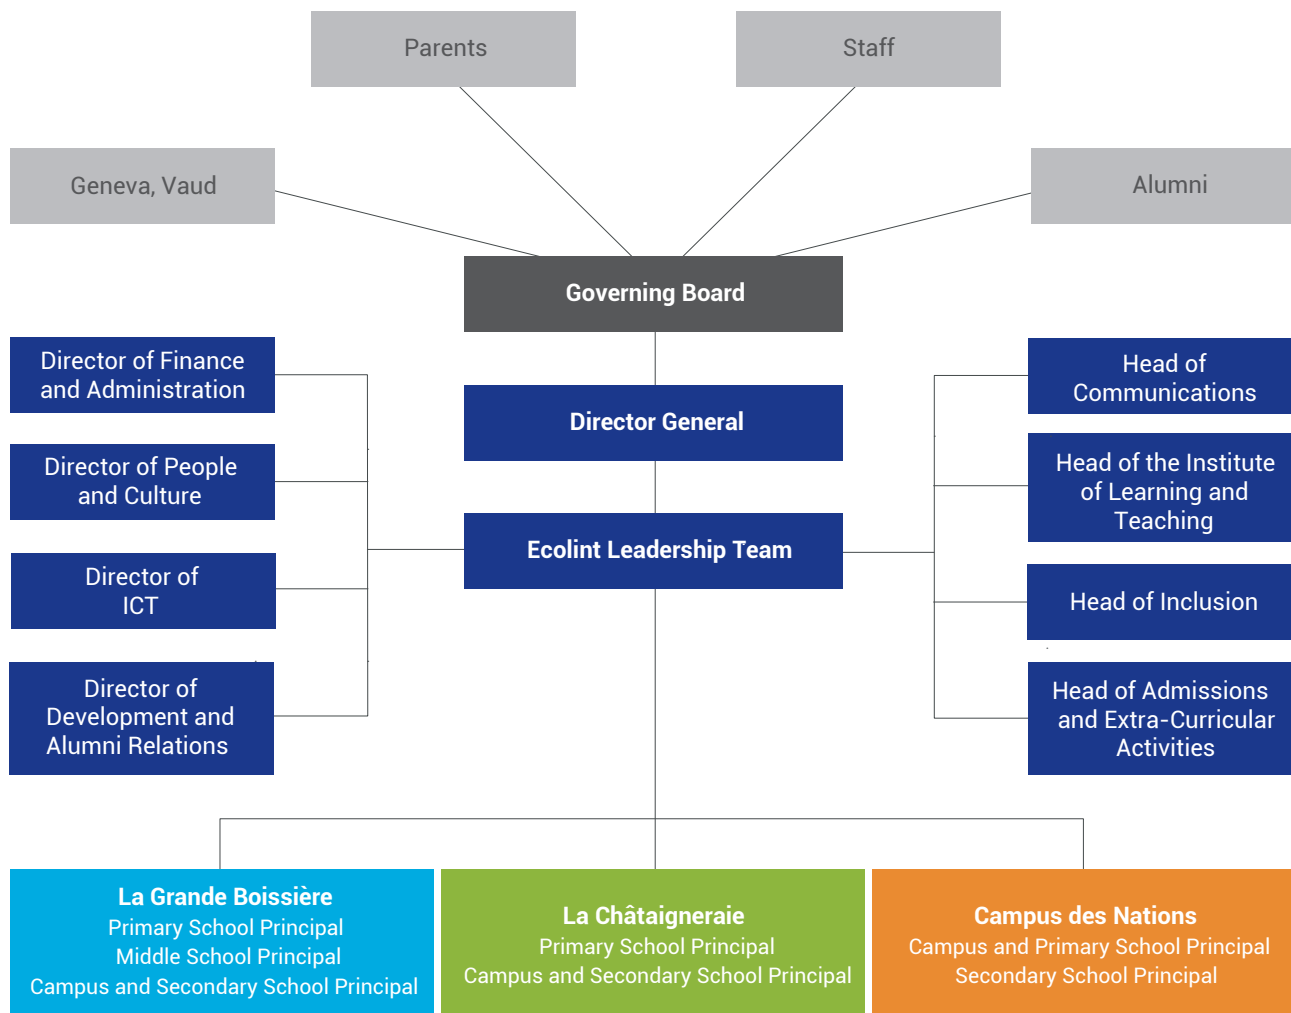 Parents
Staff
Geneva, Vaud
Alumni
Governing Board
Director of Finance
and Administration
Director General
Head of
Communications
Director of People
and Culture
Head of the Institute
of Learning and
Teaching
Ecolint Leadership Team
Director of
ICT
Head of Inclusion
Director of
Development and
Alumni Relations
Head of Admissions
and Extra-Curricular
Activities
La Grande Boissière
Primary School Principal
Middle School Principal
Campus and Secondary School Principal
La Châtaigneraie
Primary School Principal
Campus and Secondary School Principal
Campus des Nations
Campus and Primary School Principal
Secondary School Principal